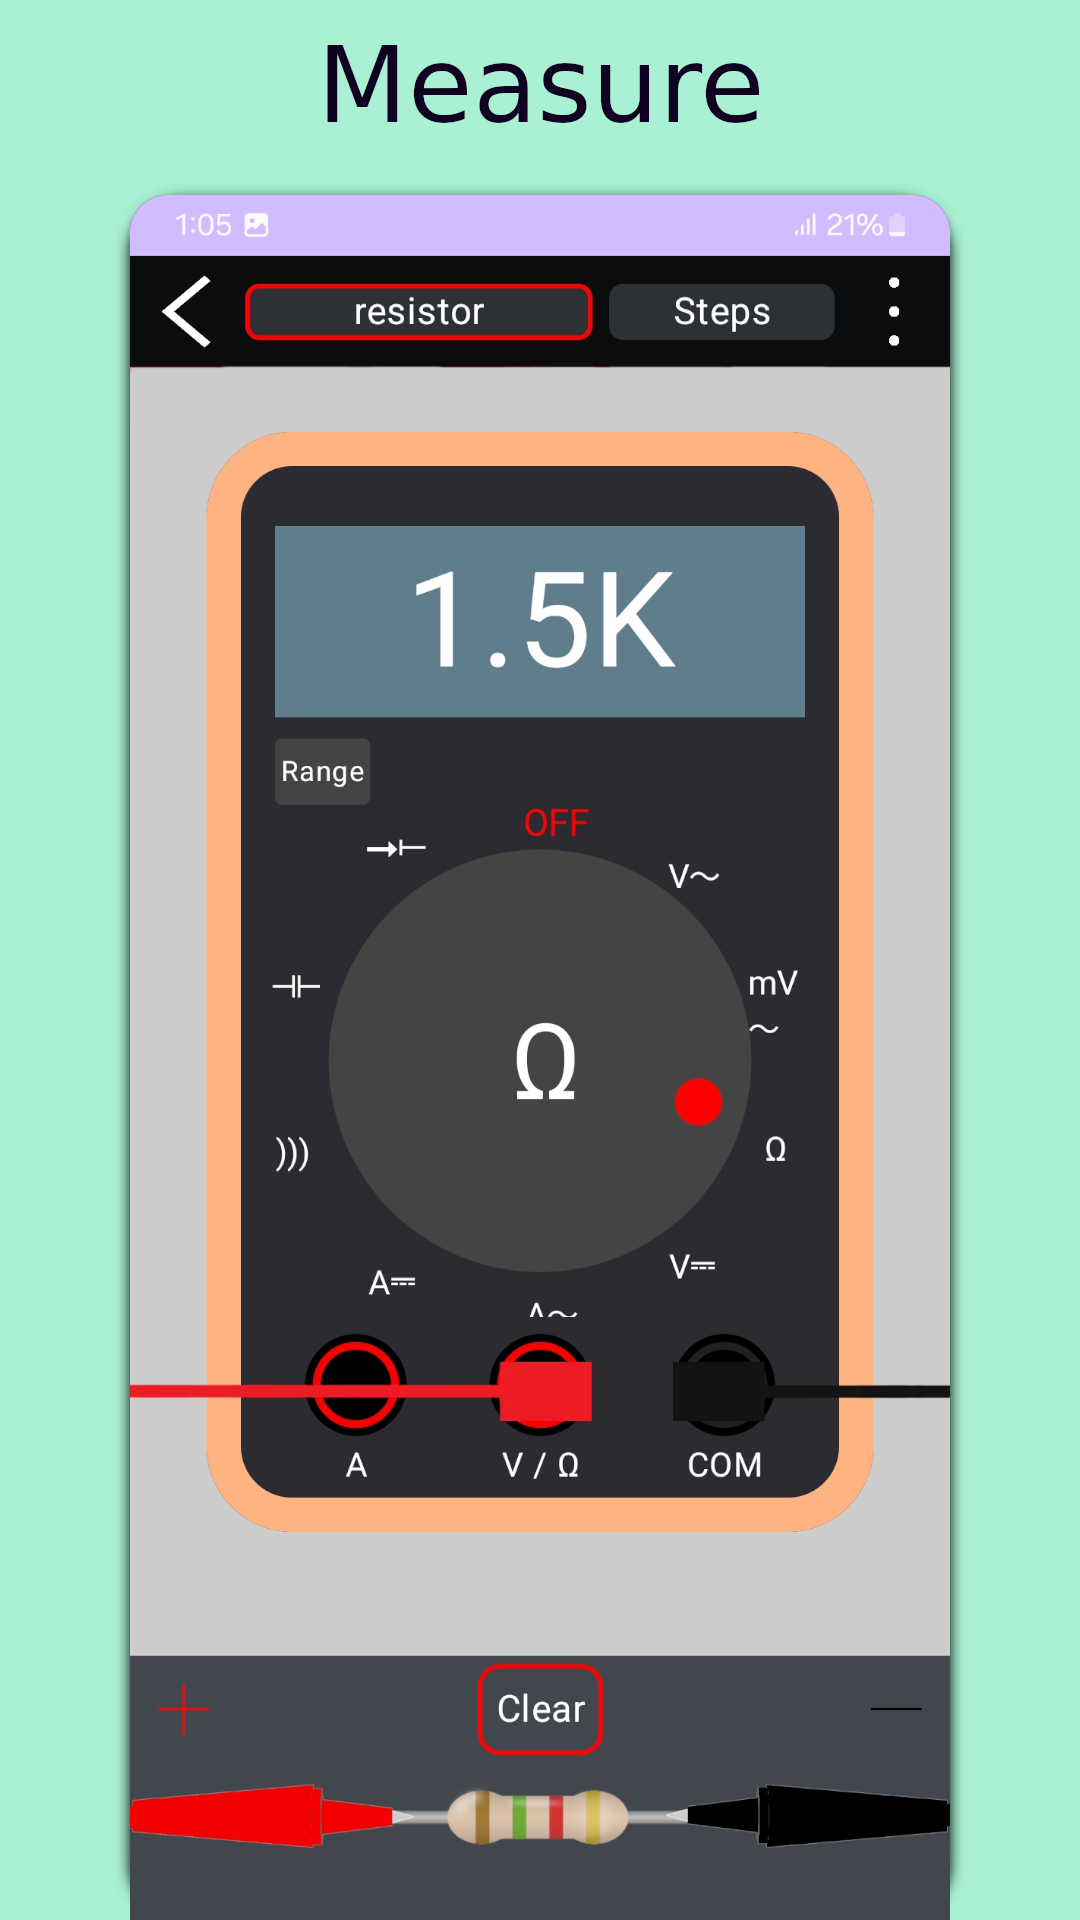 Measure
1:05 21%
resistor Steps
1.5K
Range
OFF
V～
mV
～
Ω
Ω
V⎓
A⎓
A～
A V / Ω COM
Clear